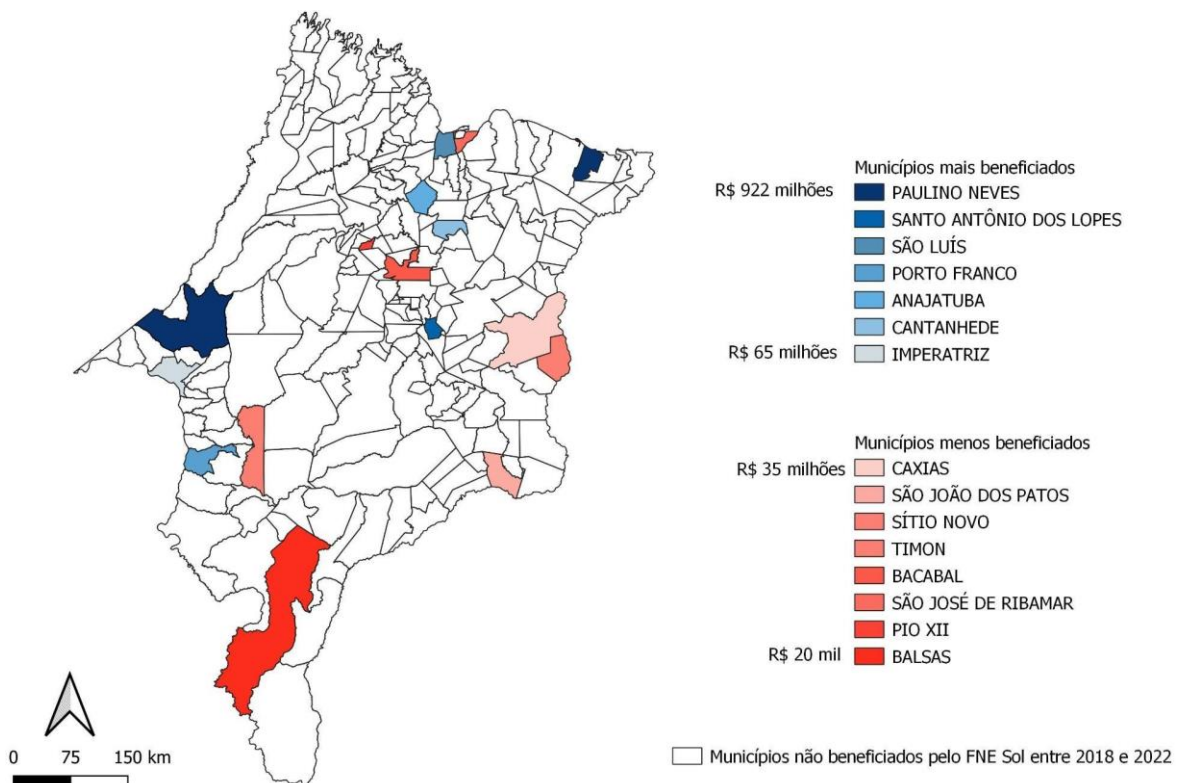 Municípios mais beneficiados
R$ 922 milhões
PAULINO NEVES
SANTO ANTÔNIO DOS LOPES
SÃO LUÍS
PORTO FRANCO
ANAJATUBA
CANTANHEDE
R$ 65 milhões
IMPERATRIZ
Municípios menos beneficiados
R$ 35 milhões
CAXIAS
SÃO JOÃO DOS PATOS
SÍTIO NOVO
TIMON
BACABAL
SÃO JOSÉ DE RIBAMAR
PIO XII
R$ 20 mil
BALSAS
0 75 150 km
Municípios não beneficiados pelo FNE Sol entre 2018 e 2022